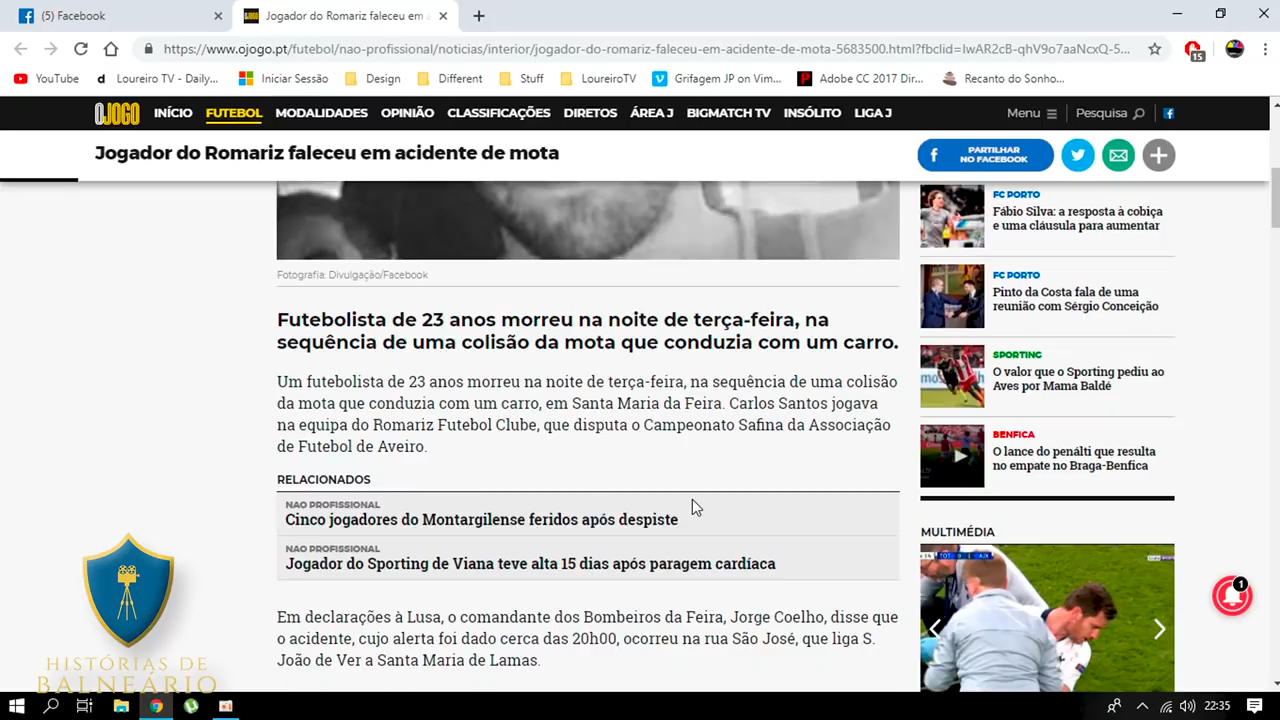 (5) Facebook
Jogador do Romariz faleceu em a
https://www.ojogo.pt/futebol/nao-profissional/noticias/interior/jogador-do-romariz-faleceu-em-acidente-de-mota-5683500.html?fbclid=IwAR2cB-qhV9o7aaNcxQ-5...
15
YouTube
Loureiro TV - Daily...
Iniciar Sessão
Design
Different
Stuff
LoureiroTV
Grifagem JP on Vim...
Adobe CC 2017 Dir...
Recanto do Sonho...
OJOGO INÍCIO FUTEBOL MODALIDADES OPINIÃO CLASSIFICAÇÕES DIRETOS ÁREA J BIGMATCH TV INSÓLITO LIGA J Menu Pesquisa
Jogador do Romariz faleceu em acidente de mota
PARTILHAR
NO FACEBOOK
Fotografia: Divulgação/Facebook
Futebolista de 23 anos morreu na noite de terça-feira, na
sequência de uma colisão da mota que conduzia com um carro.
Um futebolista de 23 anos morreu na noite de terça-feira, na sequência de uma colisão
da mota que conduzia com um carro, em Santa Maria da Feira. Carlos Santos jogava
na equipa do Romariz Futebol Clube, que disputa o Campeonato Safina da Associação
de Futebol de Aveiro.
RELACIONADOS
NAO PROFISSIONAL
Cinco jogadores do Montargilense feridos após despiste
NAO PROFISSIONAL
Jogador do Sporting de Viana teve alta 15 dias após paragem cardíaca
Em declarações à Lusa, o comandante dos Bombeiros da Feira, Jorge Coelho, disse que
o acidente, cujo alerta foi dado cerca das 20h00, ocorreu na rua São José, que liga S.
João de Ver a Santa Maria de Lamas.
FC PORTO
Fábio Silva: a resposta à cobiça
e uma cláusula para aumentar
FC PORTO
Pinto da Costa fala de uma
reunião com Sérgio Conceição
SPORTING
O valor que o Sporting pediu ao
Aves por Mama Baldé
BENFICA
O lance do penálti que resulta
no empate no Braga-Benfica
MULTIMÉDIA
TOT 0 1 AJX
1
HISTÓRIAS DE
BALNEÁRIO
22:35